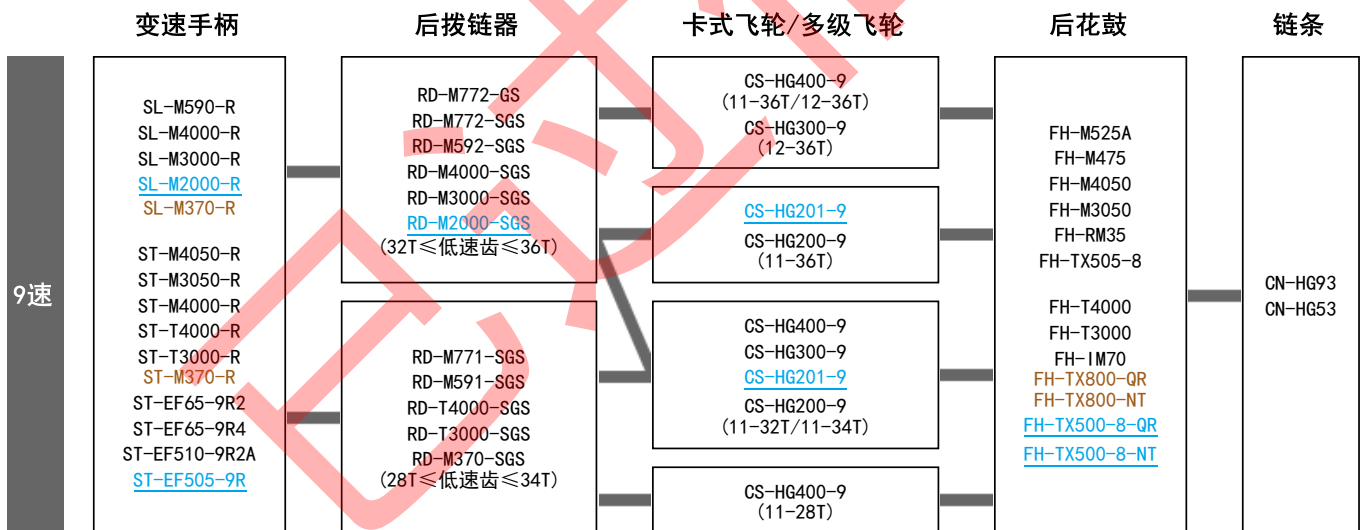 变速手柄
后拨链器
卡式飞轮/多级飞轮
后花鼓
链条
9速
SL-M590-R
SL-M4000-R
SL-M3000-R
SL-M2000-R
SL-M370-R
ST-M4050-R
ST-M3050-R
ST-M4000-R
ST-T4000-R
ST-T3000-R
ST-M370-R
ST-EF65-9R2
ST-EF65-9R4
ST-EF510-9R2A
ST-EF505-9R
RD-M772-GS
RD-M772-SGS
RD-M592-SGS
RD-M4000-SGS
RD-M3000-SGS
RD-M2000-SGS
(32T≤低速齿≤36T)
RD-M771-SGS
RD-M591-SGS
RD-T4000-SGS
RD-T3000-SGS
RD-M370-SGS
(28T≤低速齿≤34T)
CS-HG400-9
(11-36T/12-36T)
CS-HG300-9
(12-36T)
CS-HG201-9
CS-HG200-9
(11-36T)
CS-HG400-9
CS-HG300-9
CS-HG201-9
CS-HG200-9
(11-32T/11-34T)
CS-HG400-9
(11-28T)
FH-M525A
FH-M475
FH-M4050
FH-M3050
FH-RM35
FH-TX505-8
FH-T4000
FH-T3000
FH-IM70
FH-TX800-QR
FH-TX800-NT
FH-TX500-8-QR
FH-TX500-8-NT
CN-HG93
CN-HG53